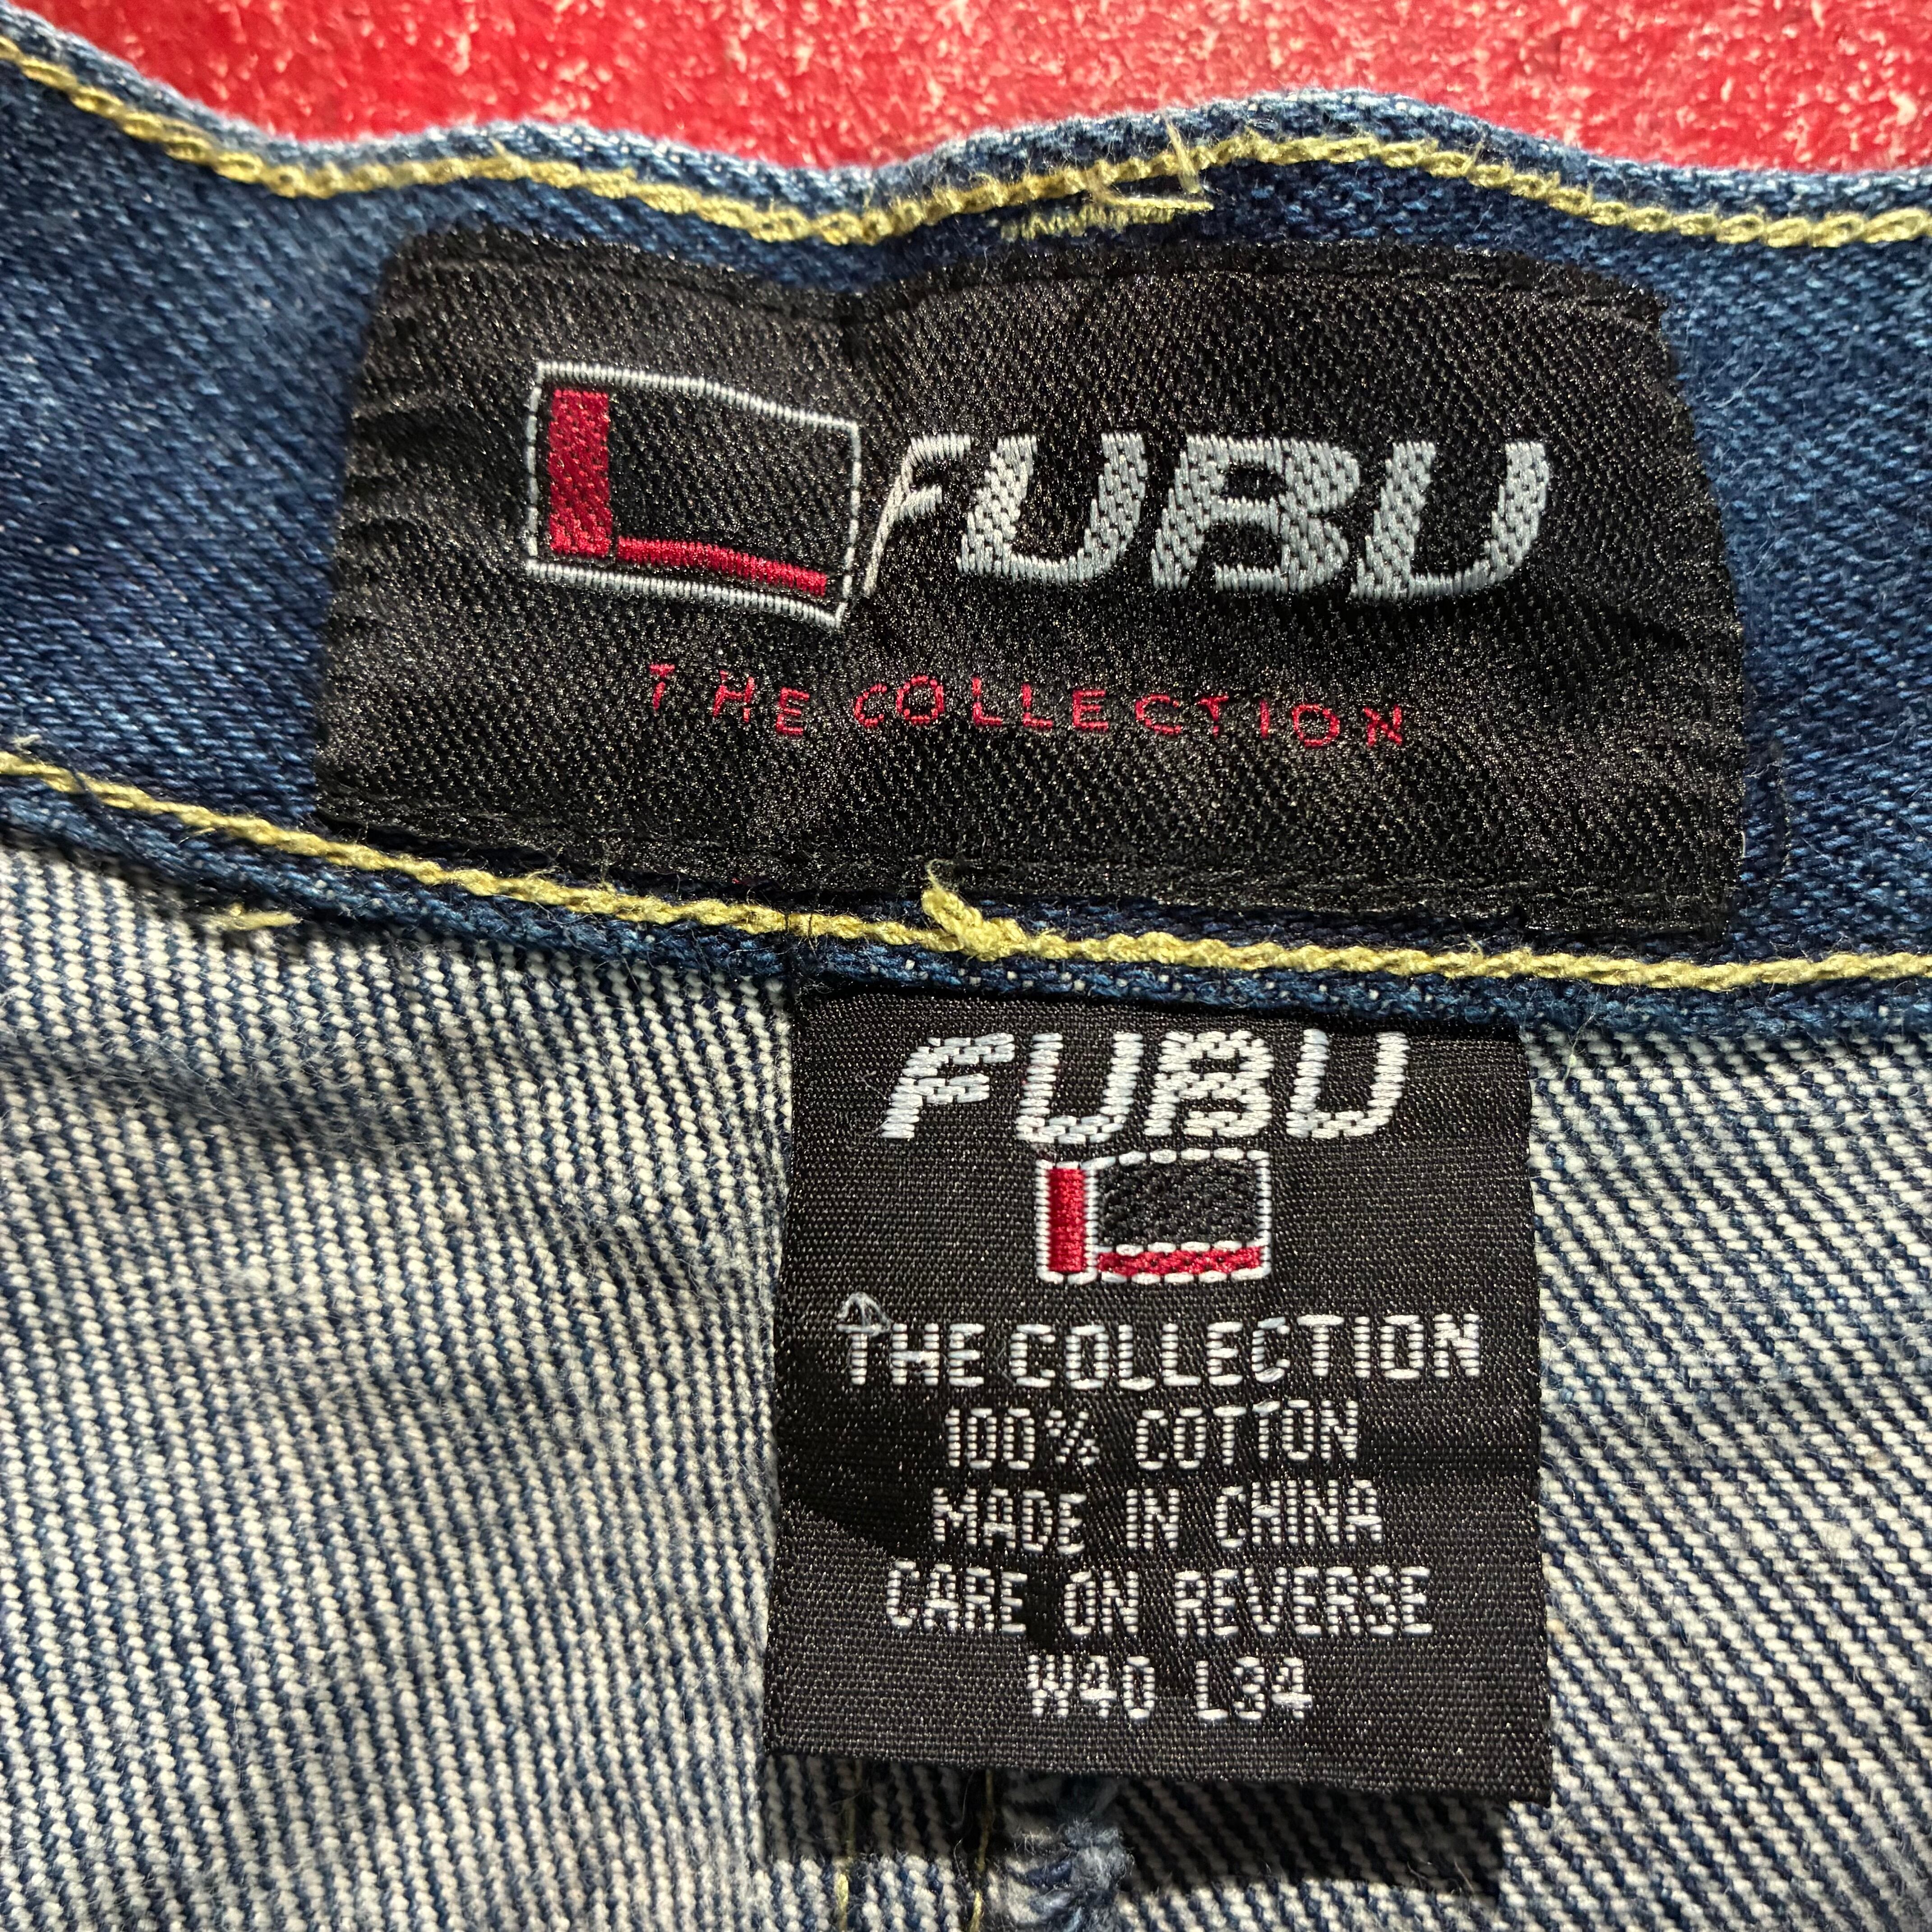 FUBU
THE COLLECTION
FUBU
THE COLLECTION
100% COTTON
MADE IN CHINA
CARE ON REVERSE
W40 L34